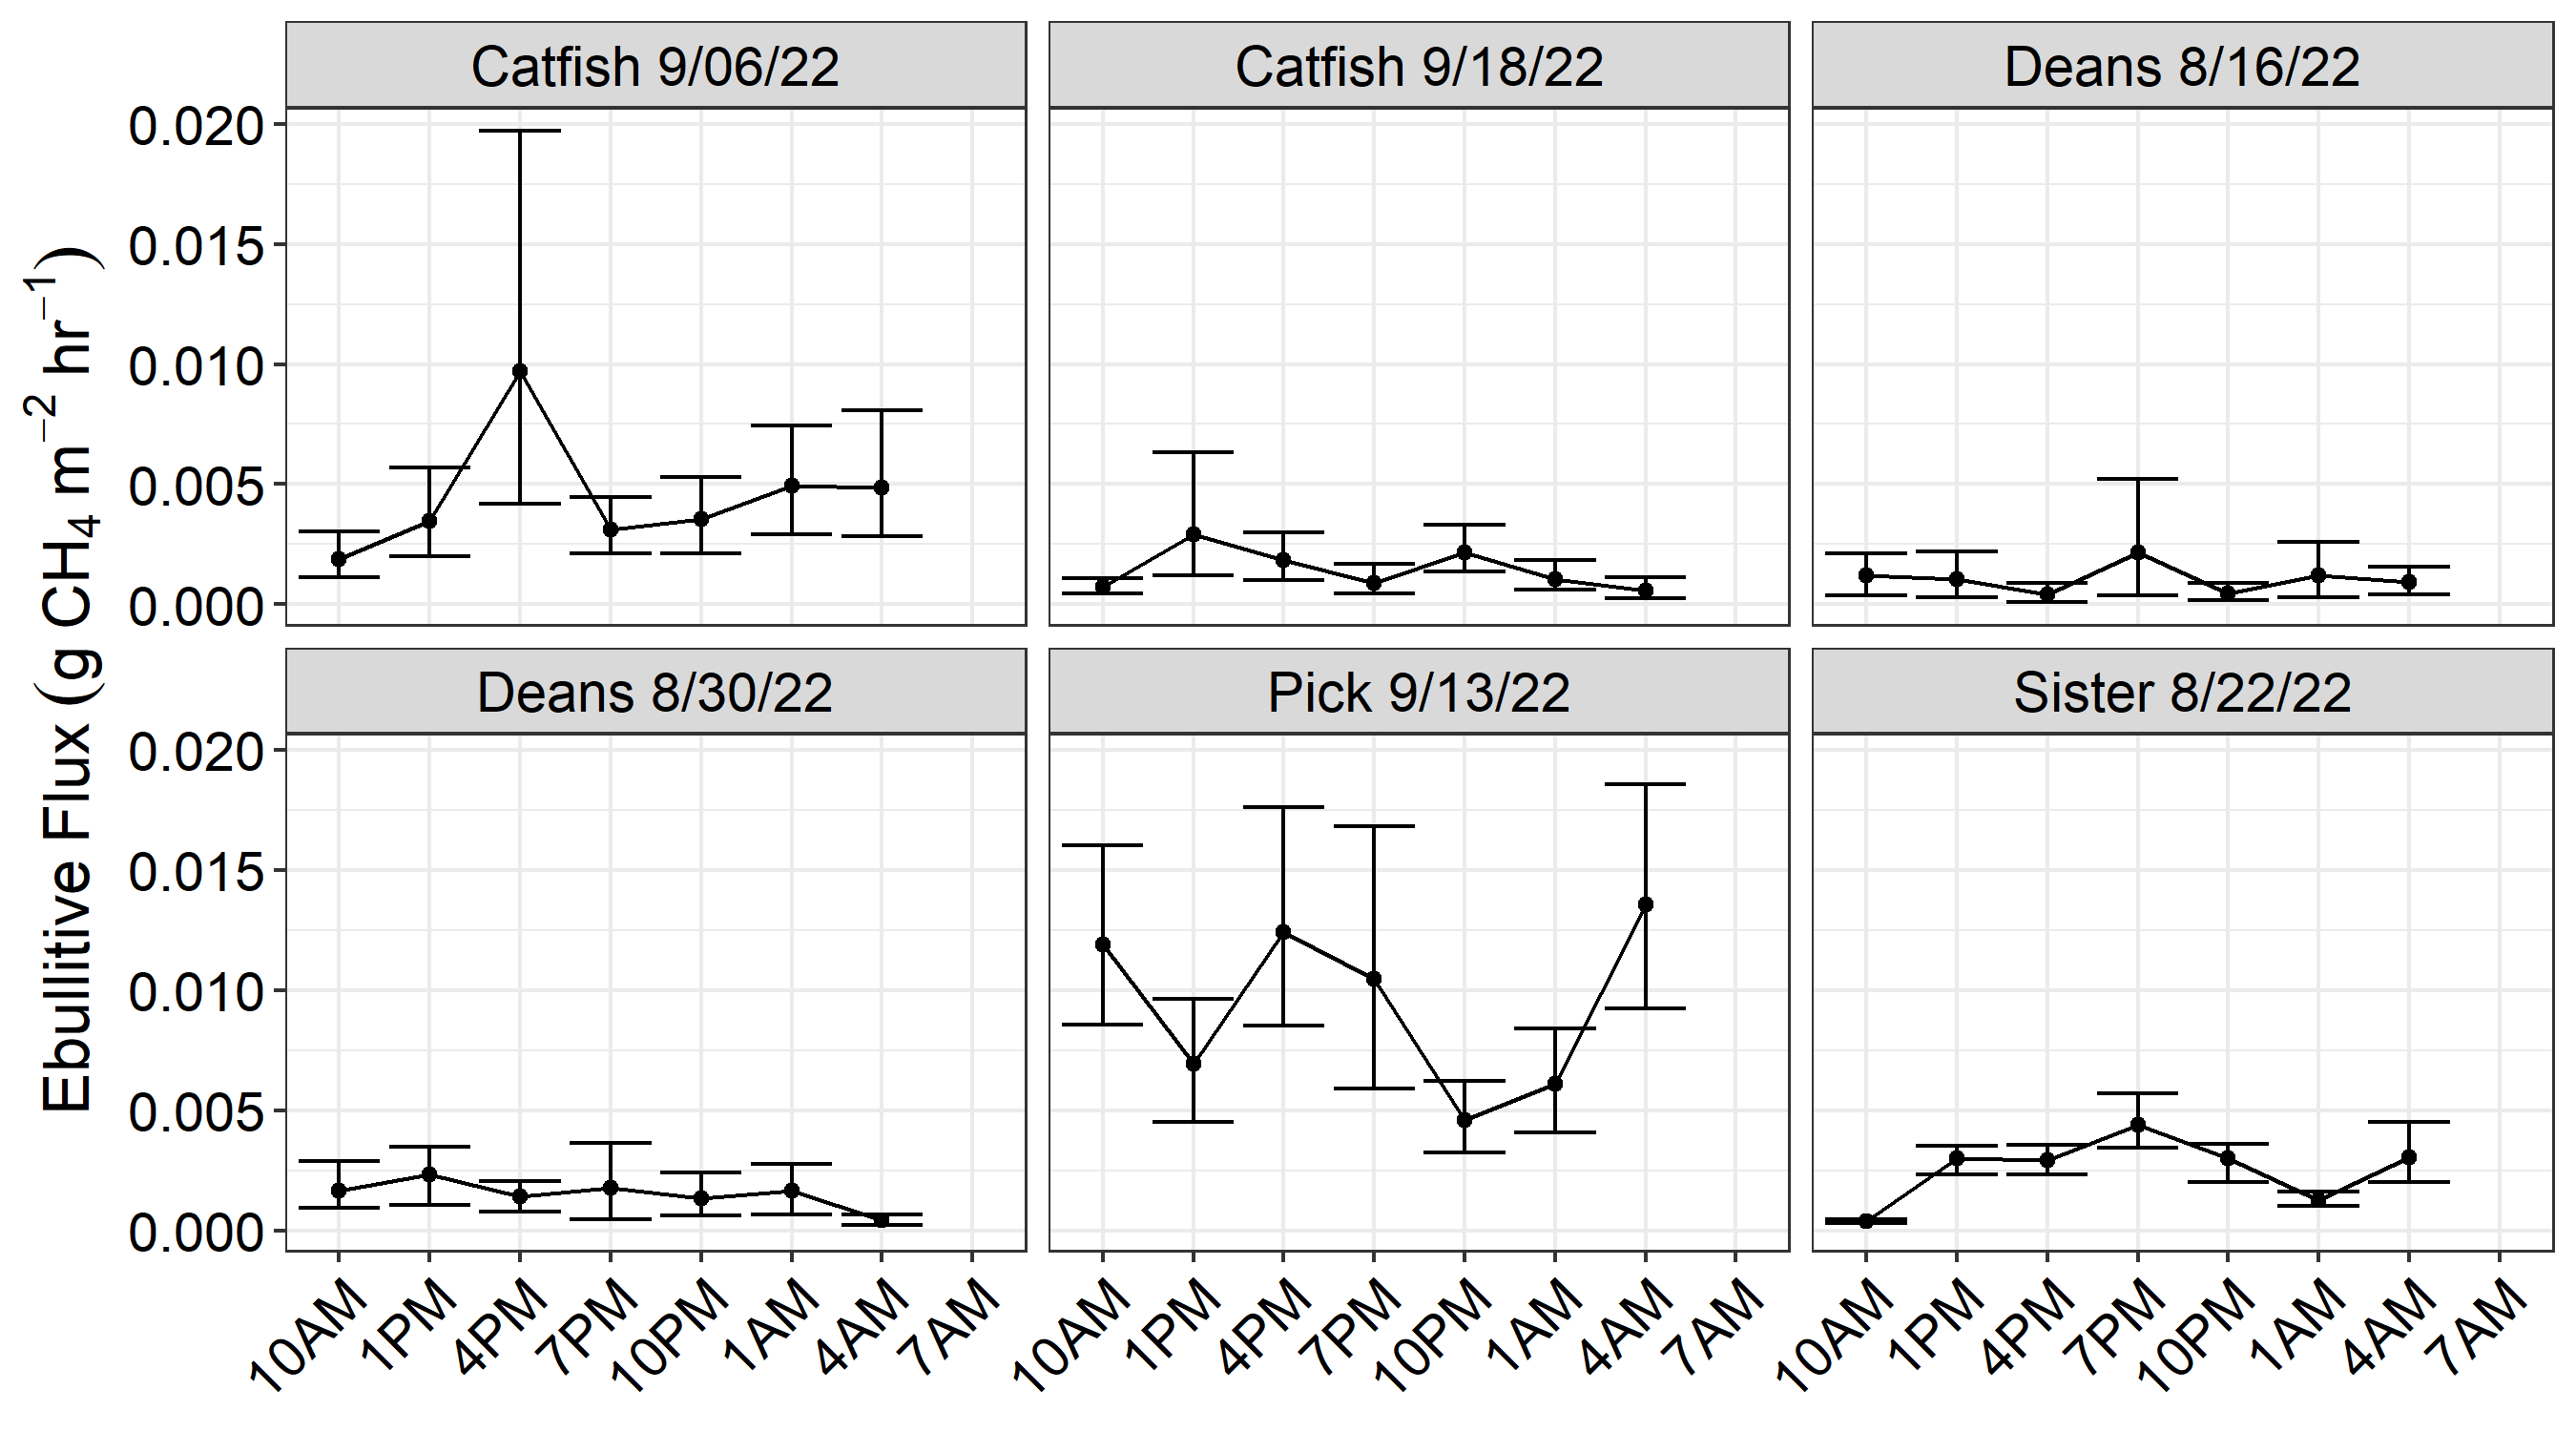 Catfish 9/06/22
Catfish 9/18/22
Deans 8/16/22
0.020
0.015
0.010
0.005
0.000
Ebullitive Flux (g CH₄ m⁻² hr⁻¹)
Deans 8/30/22
Pick 9/13/22
Sister 8/22/22
0.020
0.015
0.010
0.005
0.000
10AM 1PM 4PM 7PM 10PM 1AM 4AM 7AM
10AM 1PM 4PM 7PM 10PM 1AM 4AM 7AM
10AM 1PM 4PM 7PM 10PM 1AM 4AM 7AM